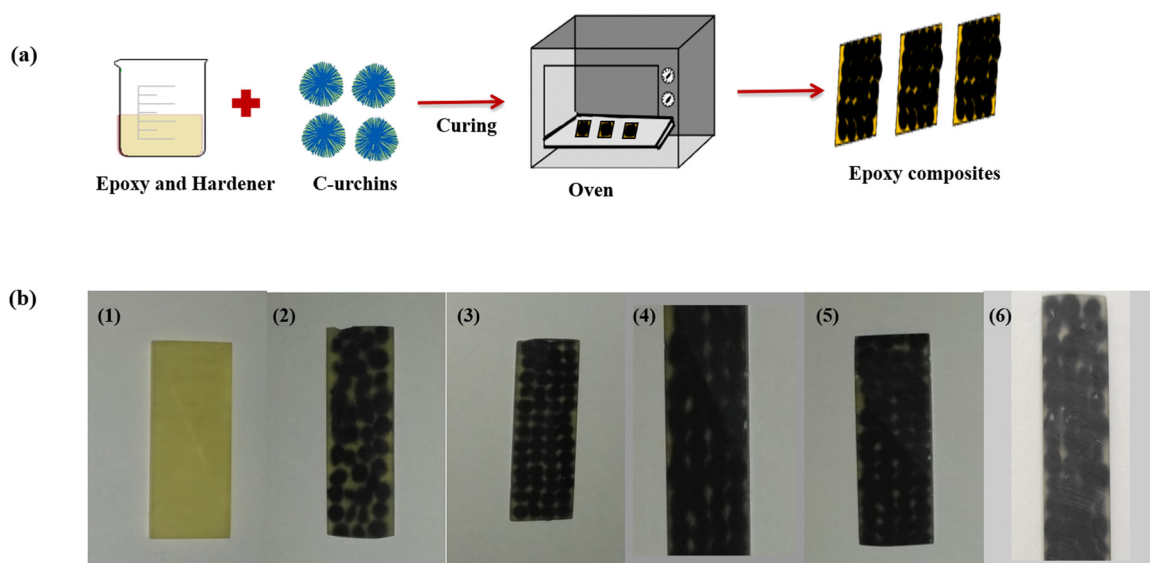 (a)
Curing
Epoxy and Hardener
C-urchins
Oven
Epoxy composites
(b)
(1)
(2)
(3)
(4)
(5)
(6)